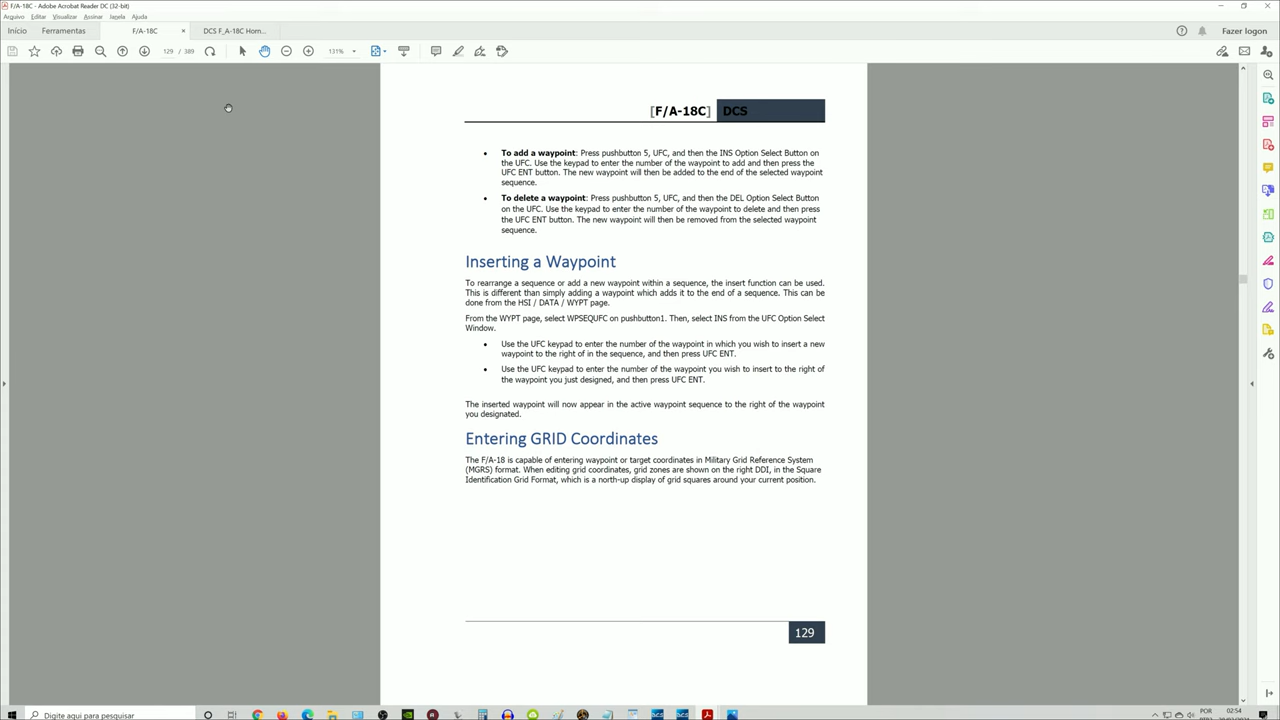 F/A-18C - Adobe Acrobat Reader DC (32-bit)
Arquivo Editar Visualizar Assinar Janela Ajuda
Início Ferramentas F/A-18C × DCS F_A-18C Hom... Fazer logon
129 / 389 131%
[F/A-18C] DCS
• To add a waypoint: Press pushbutton 5, UFC, and then the INS Option Select Button on
the UFC. Use the keypad to enter the number of the waypoint to add and then press the
UFC ENT button. The new waypoint will then be added to the end of the selected waypoint
sequence.
• To delete a waypoint: Press pushbutton 5, UFC, and then the DEL Option Select Button
on the UFC. Use the keypad to enter the number of the waypoint to delete and then press
the UFC ENT button. The new waypoint will then be removed from the selected waypoint
sequence.
Inserting a Waypoint
To rearrange a sequence or add a new waypoint within a sequence, the insert function can be used.
This is different than simply adding a waypoint which adds it to the end of a sequence. This can be
done from the HSI / DATA / WYPT page.
From the WYPT page, select WPSEQUFC on pushbutton1. Then, select INS from the UFC Option Select
Window.
• Use the UFC keypad to enter the number of the waypoint in which you wish to insert a new
waypoint to the right of in the sequence, and then press UFC ENT.
• Use the UFC keypad to enter the number of the waypoint you wish to insert to the right of
the waypoint you just designed, and then press UFC ENT.
The inserted waypoint will now appear in the active waypoint sequence to the right of the waypoint
you designated.
Entering GRID Coordinates
The F/A-18 is capable of entering waypoint or target coordinates in Military Grid Reference System
(MGRS) format. When editing grid coordinates, grid zones are shown on the right DDI, in the Square
Identification Grid Format, which is a north-up display of grid squares around your current position.
129
Digite aqui para pesquisar
POR 02:54